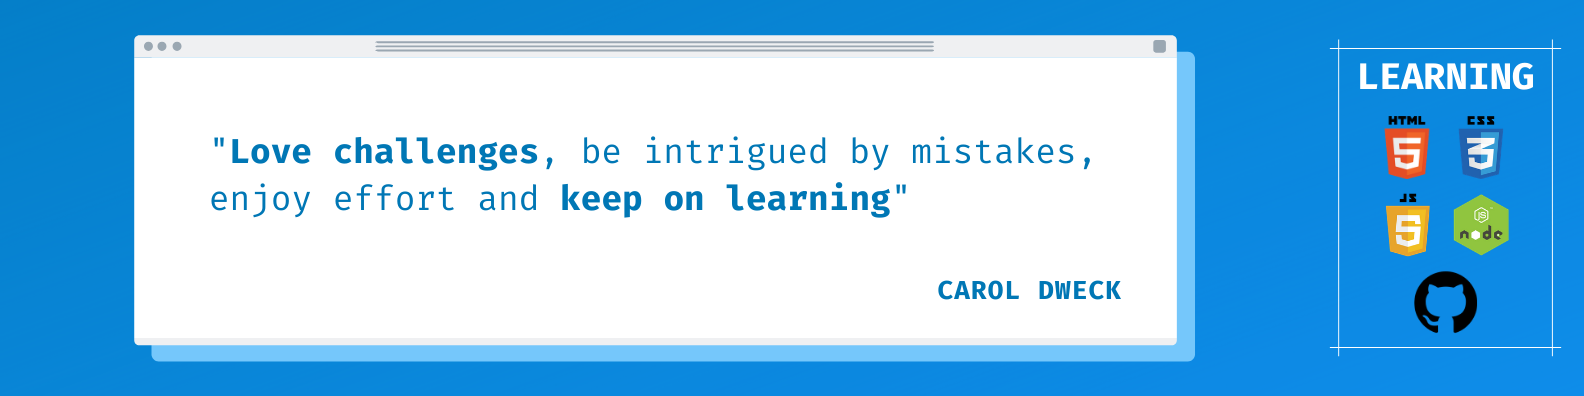 "Love challenges, be intrigued by mistakes,
enjoy effort and keep on learning"
CAROL DWECK
LEARNING
HTML
5
CSS
3
JS
5
JS
node